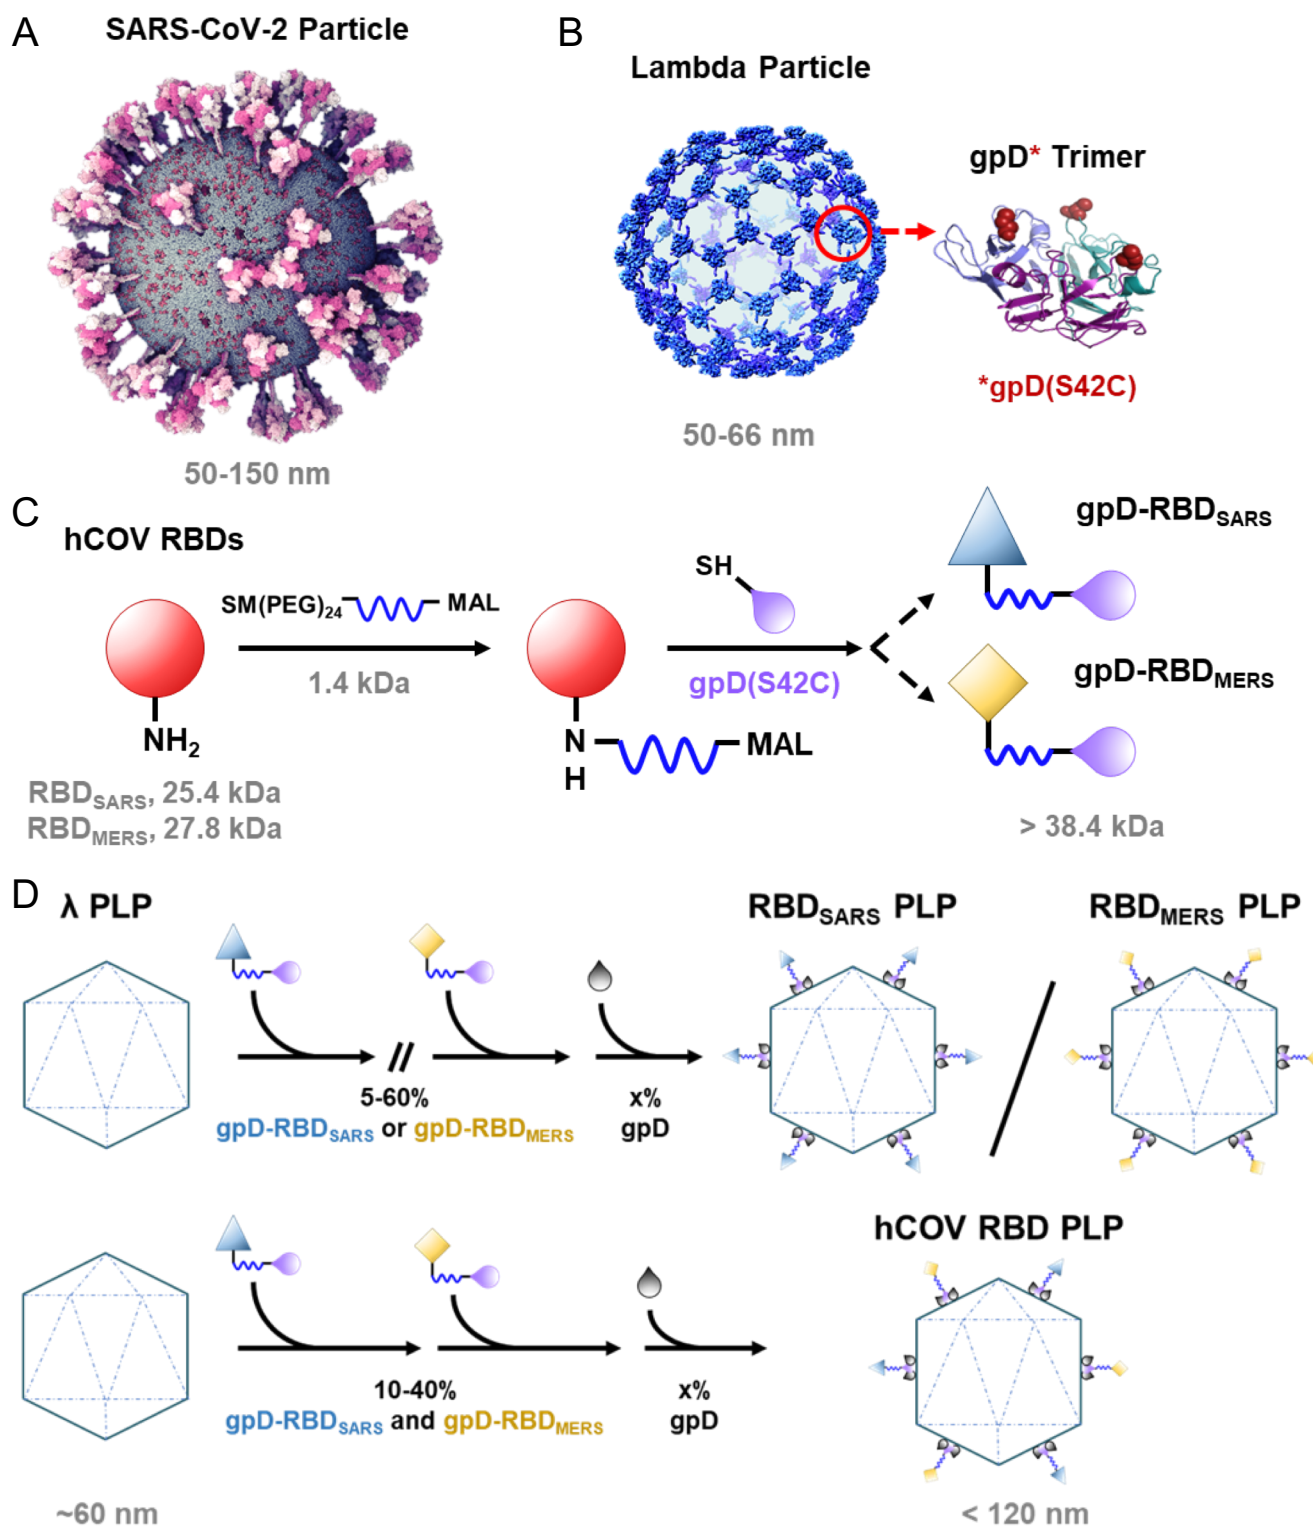 A
SARS-CoV-2 Particle
50-150 nm
B
Lambda Particle
50-66 nm
gpD* Trimer
*gpD(S42C)
C
hCOV RBDs
NH2
RBDSARS, 25.4 kDa
RBDMERS, 27.8 kDa
SM(PEG)24 MAL
1.4 kDa
N
H
MAL
SH
gpD(S42C)
gpD-RBDSARS
gpD-RBDMERS
> 38.4 kDa
D
λ PLP
5-60%
gpD-RBDSARS or gpD-RBDMERS
x%
gpD
RBDSARS PLP
RBDMERS PLP
10-40%
gpD-RBDSARS and gpD-RBDMERS
x%
gpD
hCOV RBD PLP
~60 nm
< 120 nm